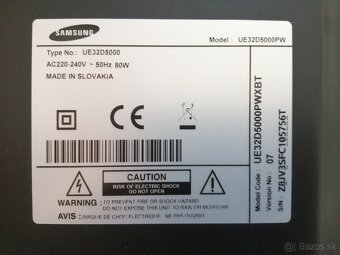 SAMSUNG
Model : UE32D5000PW
Type No. : UE32D5000
AC220-240V ~ 50Hz 80W
MADE IN SLOVAKIA
CE
Model Code : UE32D5000PWXBT
Version No : 07
S/N : Z8JV3SFC105756T
CAUTION
RISK OF ELECTRIC SHOCK
DO NOT OPEN
WARNING : TO PREVENT FIRE OR SHOCK HAZARD DO NOT
EXPOSE TO RAIN OR MOISTURE
AVIS : RISQUE DE CHOC ELECTRIQUE - NE PAS OUVRIR
Bazos.sk